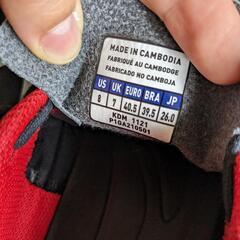 MADE IN CAMBODIA
FABRIQUÉ AU CAMBODGE
FABRICADO NO CAMBOJA
US UK EURO BRA JP
8 7 40.5 39.5 26.0
KDM 1121
P1GA210501